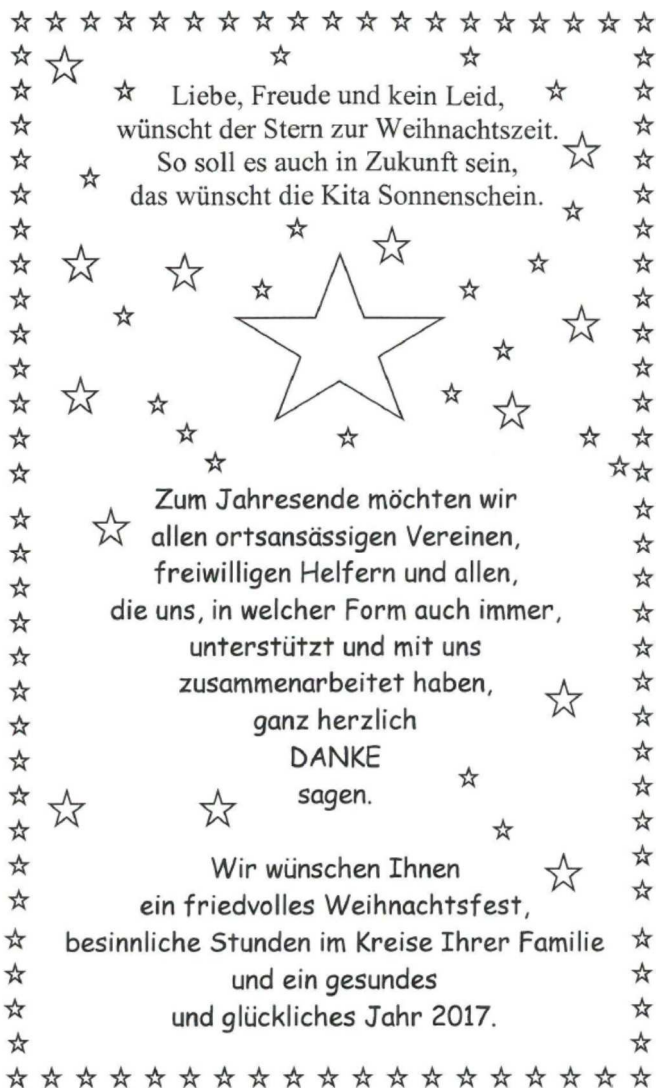 Liebe, Freude und kein Leid,
wünscht der Stern zur Weihnachtszeit.
So soll es auch in Zukunft sein,
das wünscht die Kita Sonnenschein.
Zum Jahresende möchten wir
allen ortsansässigen Vereinen,
freiwilligen Helfern und allen,
die uns, in welcher Form auch immer,
unterstützt und mit uns
zusammenarbeitet haben,
ganz herzlich
DANKE
sagen.
Wir wünschen Ihnen
ein friedvolles Weihnachtsfest,
besinnliche Stunden im Kreise Ihrer Familie
und ein gesundes
und glückliches Jahr 2017.